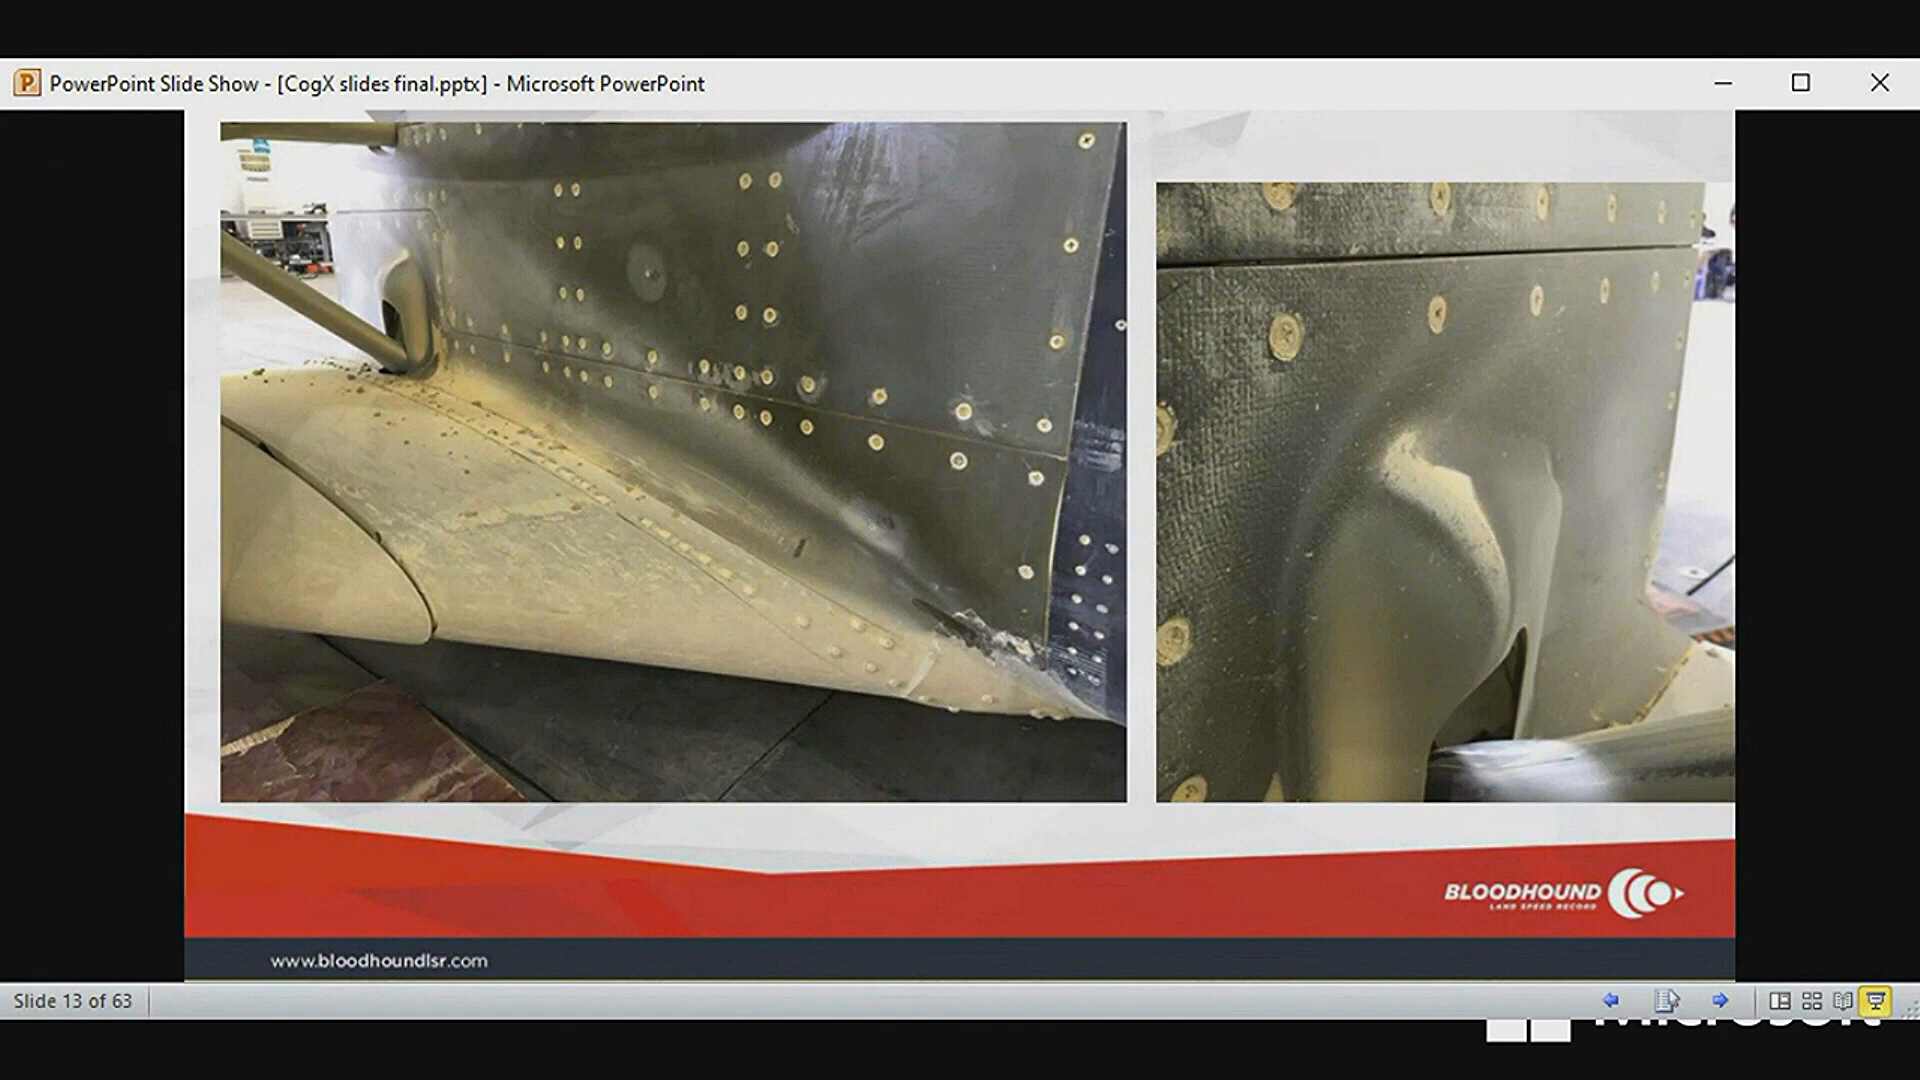 PowerPoint Slide Show - [CogX slides final.pptx] - Microsoft PowerPoint
BLOODHOUND
LAND SPEED RECORD
www.bloodhoundlsr.com
Slide 13 of 63
Microsoft